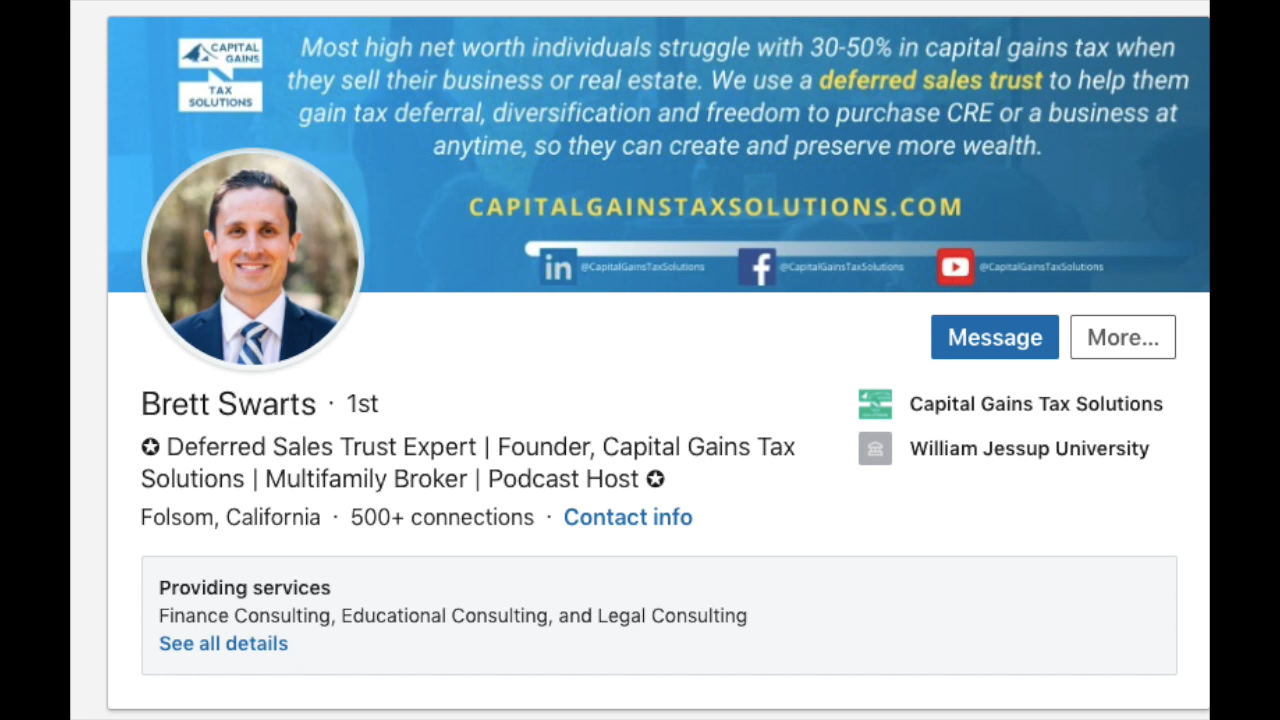 CAPITAL
GAINS
TAX
SOLUTIONS
Most high net worth individuals struggle with 30-50% in capital gains tax when
they sell their business or real estate. We use a deferred sales trust to help them
gain tax deferral, diversification and freedom to purchase CRE or a business at
anytime, so they can create and preserve more wealth.
CAPITALGAINSTAXSOLUTIONS.COM
in @CapitalGainsTaxSolutions f @CapitalGainsTaxSolutions @CapitalGainsTaxSolutions
Message More...
Brett Swarts · 1st
✪ Deferred Sales Trust Expert | Founder, Capital Gains Tax
Solutions | Multifamily Broker | Podcast Host ✪
Folsom, California · 500+ connections · Contact info
Capital Gains Tax Solutions
William Jessup University
Providing services
Finance Consulting, Educational Consulting, and Legal Consulting
See all details